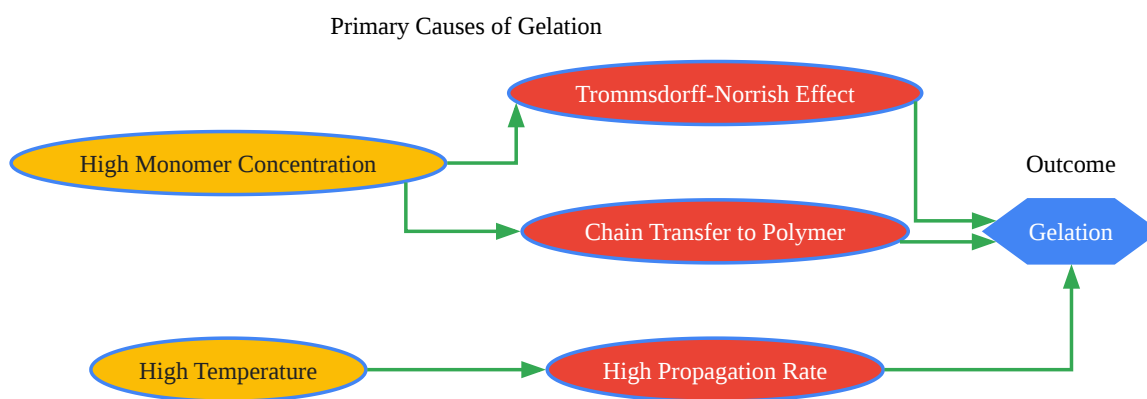 Primary Causes of Gelation
Trommsdorff-Norrish Effect
High Monomer Concentration
Outcome
Chain Transfer to Polymer
Gelation
High Temperature
High Propagation Rate